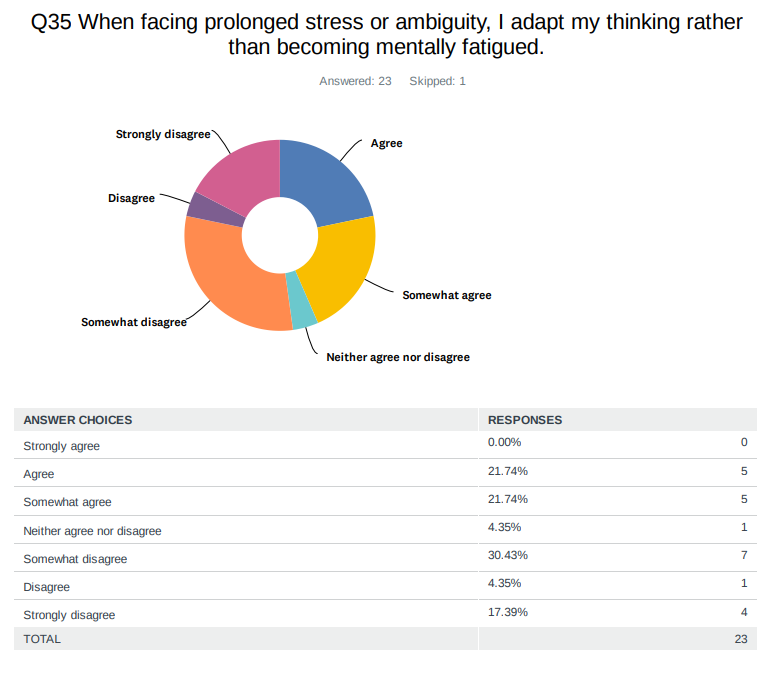 Q35 When facing prolonged stress or ambiguity, I adapt my thinking rather
than becoming mentally fatigued.
Answered: 23 Skipped: 1
Strongly disagree
Agree
Disagree
Somewhat agree
Somewhat disagree
Neither agree nor disagree
ANSWER CHOICES RESPONSES
Strongly agree 0.00% 0
Agree 21.74% 5
Somewhat agree 21.74% 5
Neither agree nor disagree 4.35% 1
Somewhat disagree 30.43% 7
Disagree 4.35% 1
Strongly disagree 17.39% 4
TOTAL 23